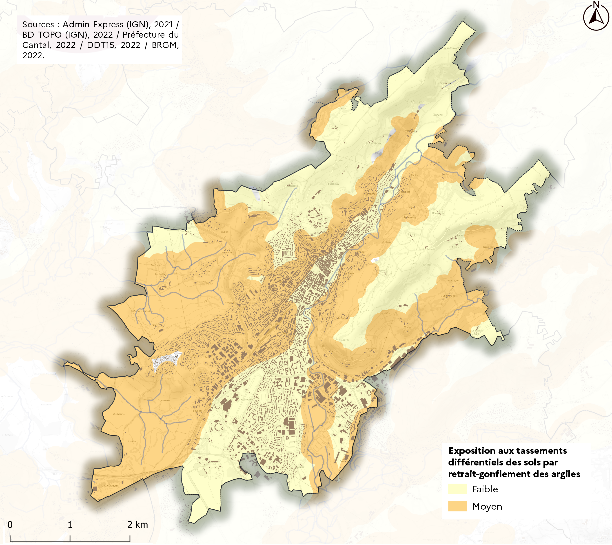 Sources : Admin Express (IGN), 2021 /
BD TOPO (IGN), 2022 / Préfecture du
Cantal, 2022 / DDT15, 2022 / BRGM,
2022.
N
Exposition aux tassements
différentiels des sols par
retrait-gonflement des argiles
Faible
Moyen
0 1 2 km